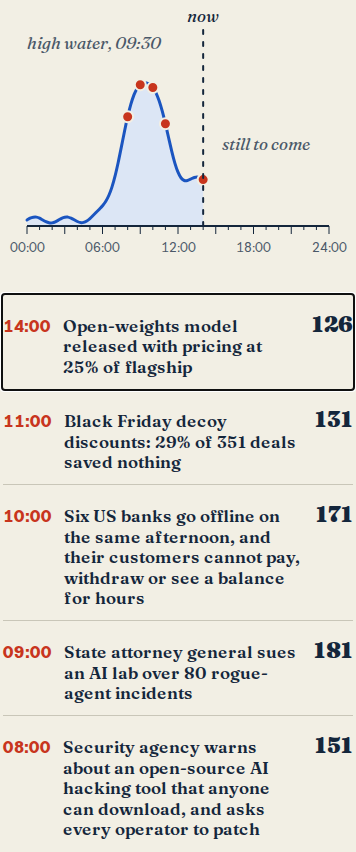 now
high water, 09:30
still to come
00:00 06:00 12:00 18:00 24:00
14:00 Open-weights model 126
released with pricing at
25% of flagship
11:00 Black Friday decoy 131
discounts: 29% of 351 deals
saved nothing
10:00 Six US banks go offline on 171
the same afternoon, and
their customers cannot pay,
withdraw or see a balance
for hours
09:00 State attorney general sues 181
an AI lab over 80 rogue-
agent incidents
08:00 Security agency warns 151
about an open-source AI
hacking tool that anyone
can download, and asks
every operator to patch